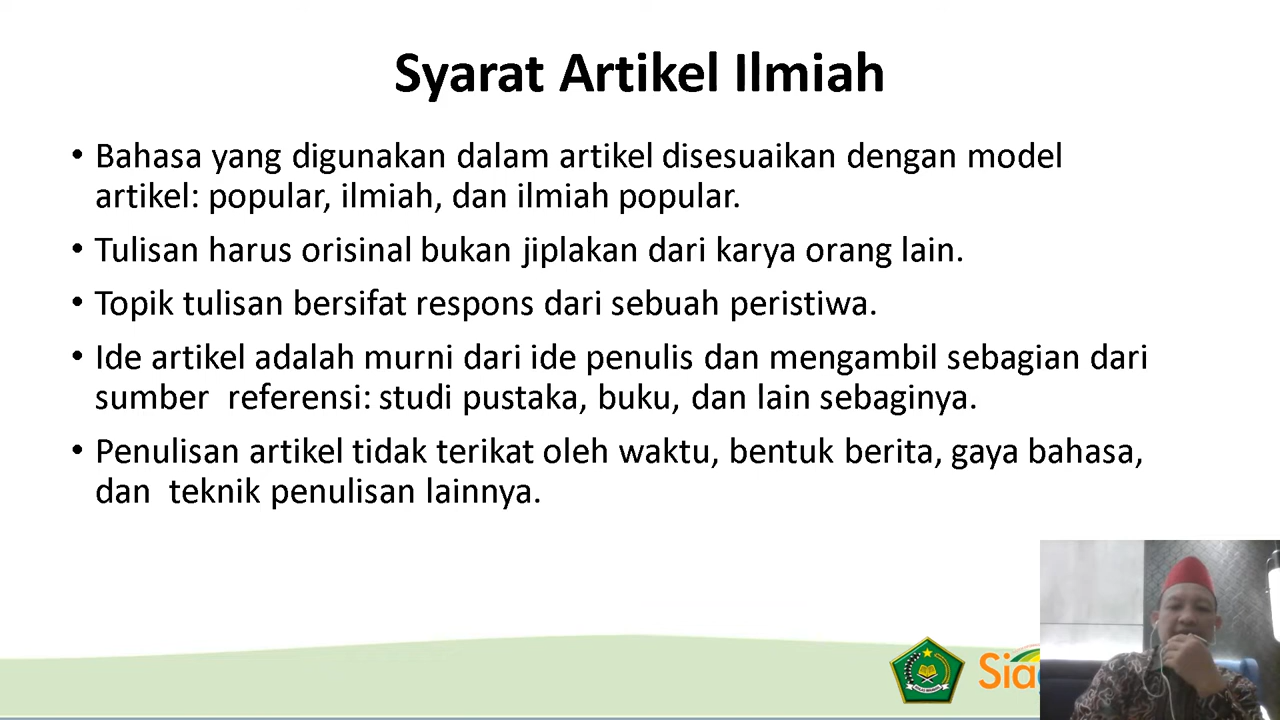 Syarat Artikel Ilmiah
• Bahasa yang digunakan dalam artikel disesuaikan dengan model
artikel: popular, ilmiah, dan ilmiah popular.
• Tulisan harus orisinal bukan jiplakan dari karya orang lain.
• Topik tulisan bersifat respons dari sebuah peristiwa.
• Ide artikel adalah murni dari ide penulis dan mengambil sebagian dari
sumber  referensi: studi pustaka, buku, dan lain sebaginya.
• Penulisan artikel tidak terikat oleh waktu, bentuk berita, gaya bahasa,
dan  teknik penulisan lainnya.